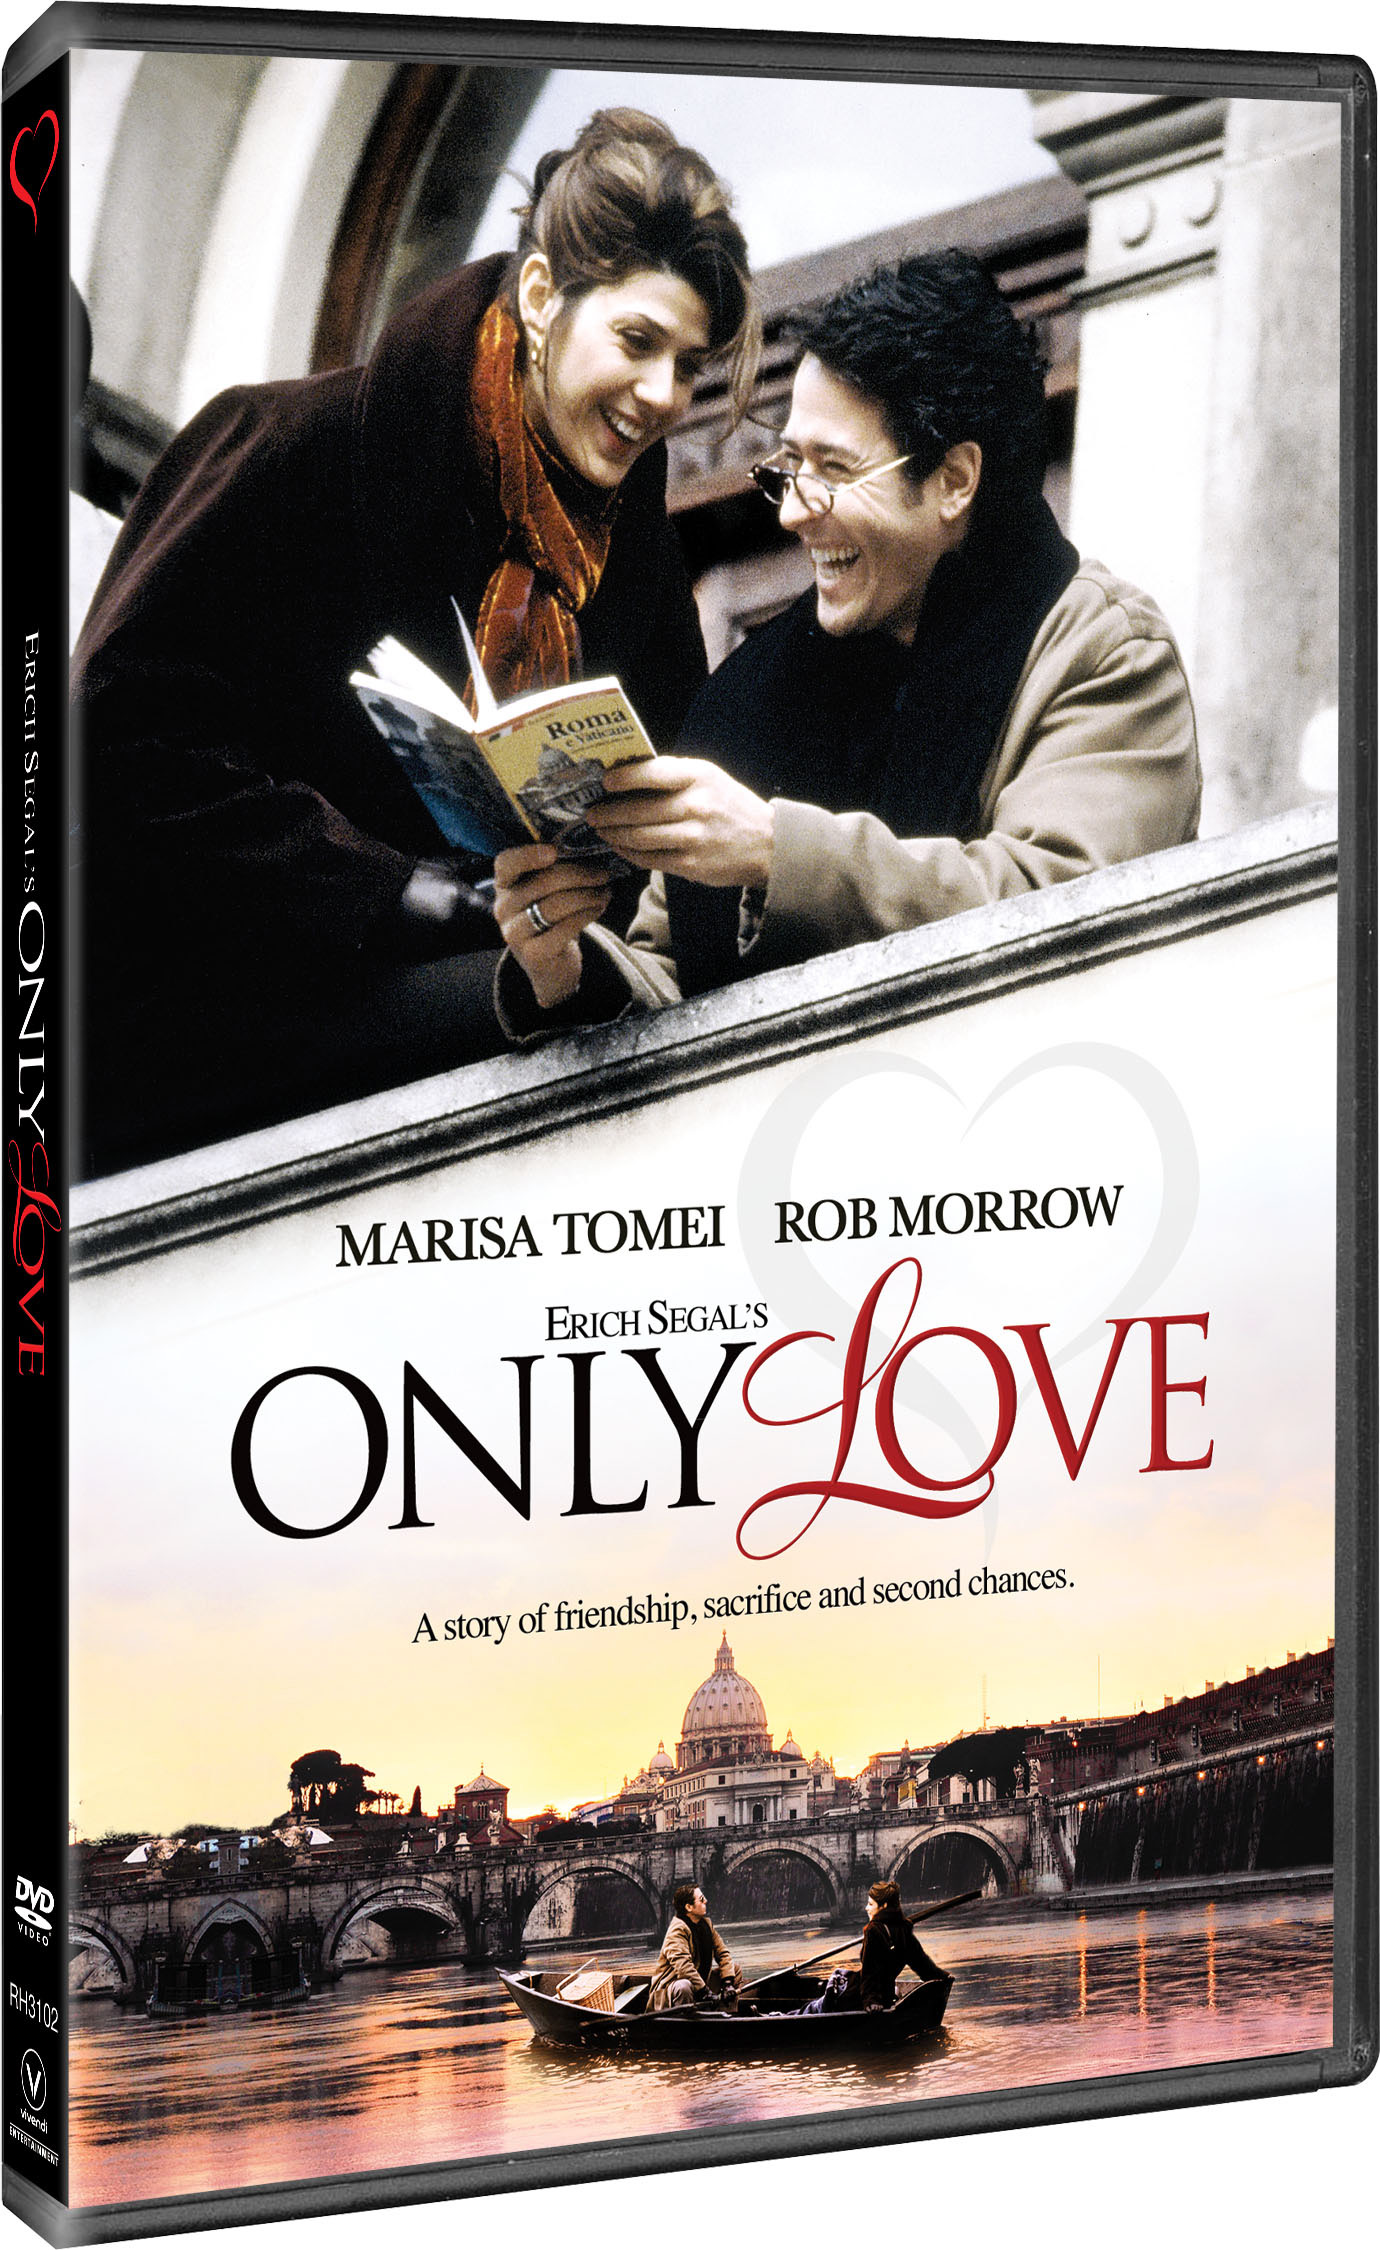 Roma
e Vaticano
MARISA TOMEI ROB MORROW
ERICH SEGAL'S
ONLY LOVE
A story of friendship, sacrifice and second chances.
ERICH SEGAL'S ONLY LOVE
DVD
VIDEO
RH3102
V
vivendi
ENTERTAINMENT